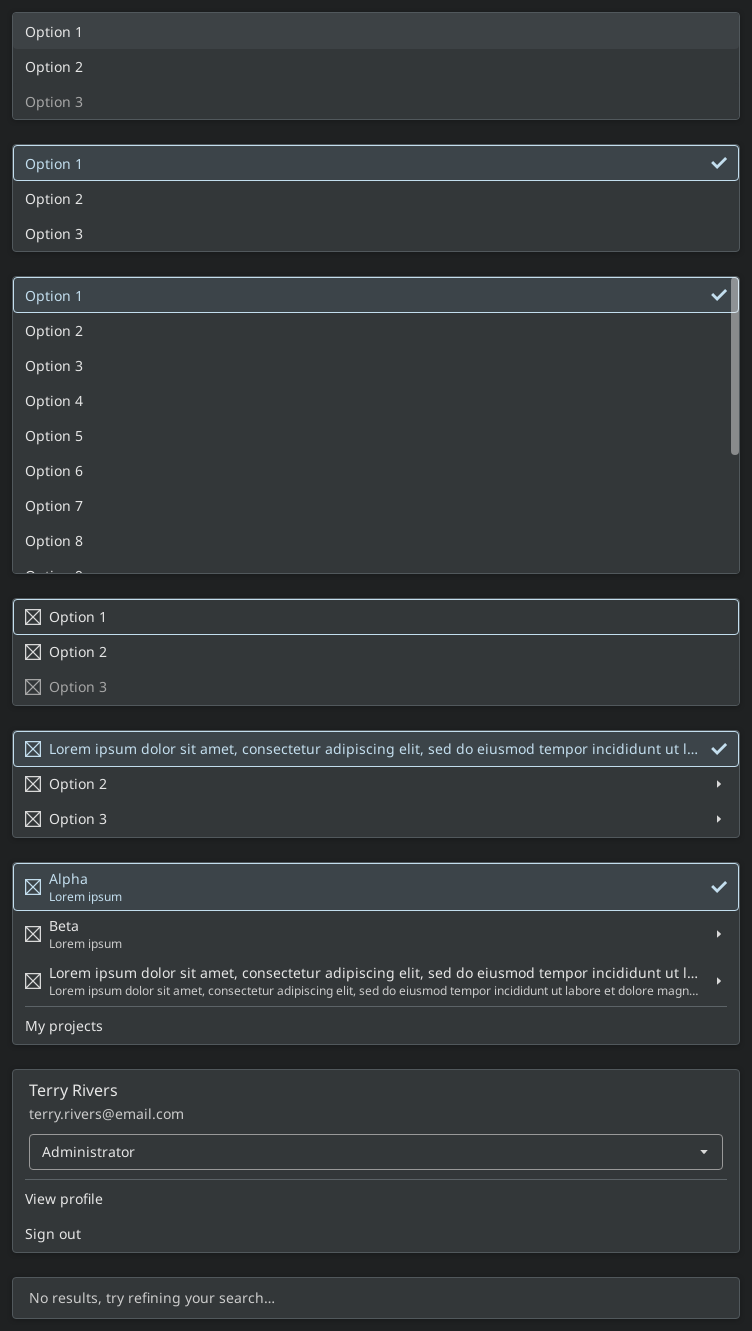 Option 1
Option 2
Option 3
Option 1
Option 2
Option 3
Option 1
Option 2
Option 3
Option 4
Option 5
Option 6
Option 7
Option 8
Option 1
Option 2
Option 3
Lorem ipsum dolor sit amet, consectetur adipiscing elit, sed do eiusmod tempor incididunt ut l...
Option 2
Option 3
Alpha
Lorem ipsum
Beta
Lorem ipsum
Lorem ipsum dolor sit amet, consectetur adipiscing elit, sed do eiusmod tempor incididunt ut l...
Lorem ipsum dolor sit amet, consectetur adipiscing elit, sed do eiusmod tempor incididunt ut labore et dolore magn...
My projects
Terry Rivers
terry.rivers@email.com
Administrator
View profile
Sign out
No results, try refining your search...